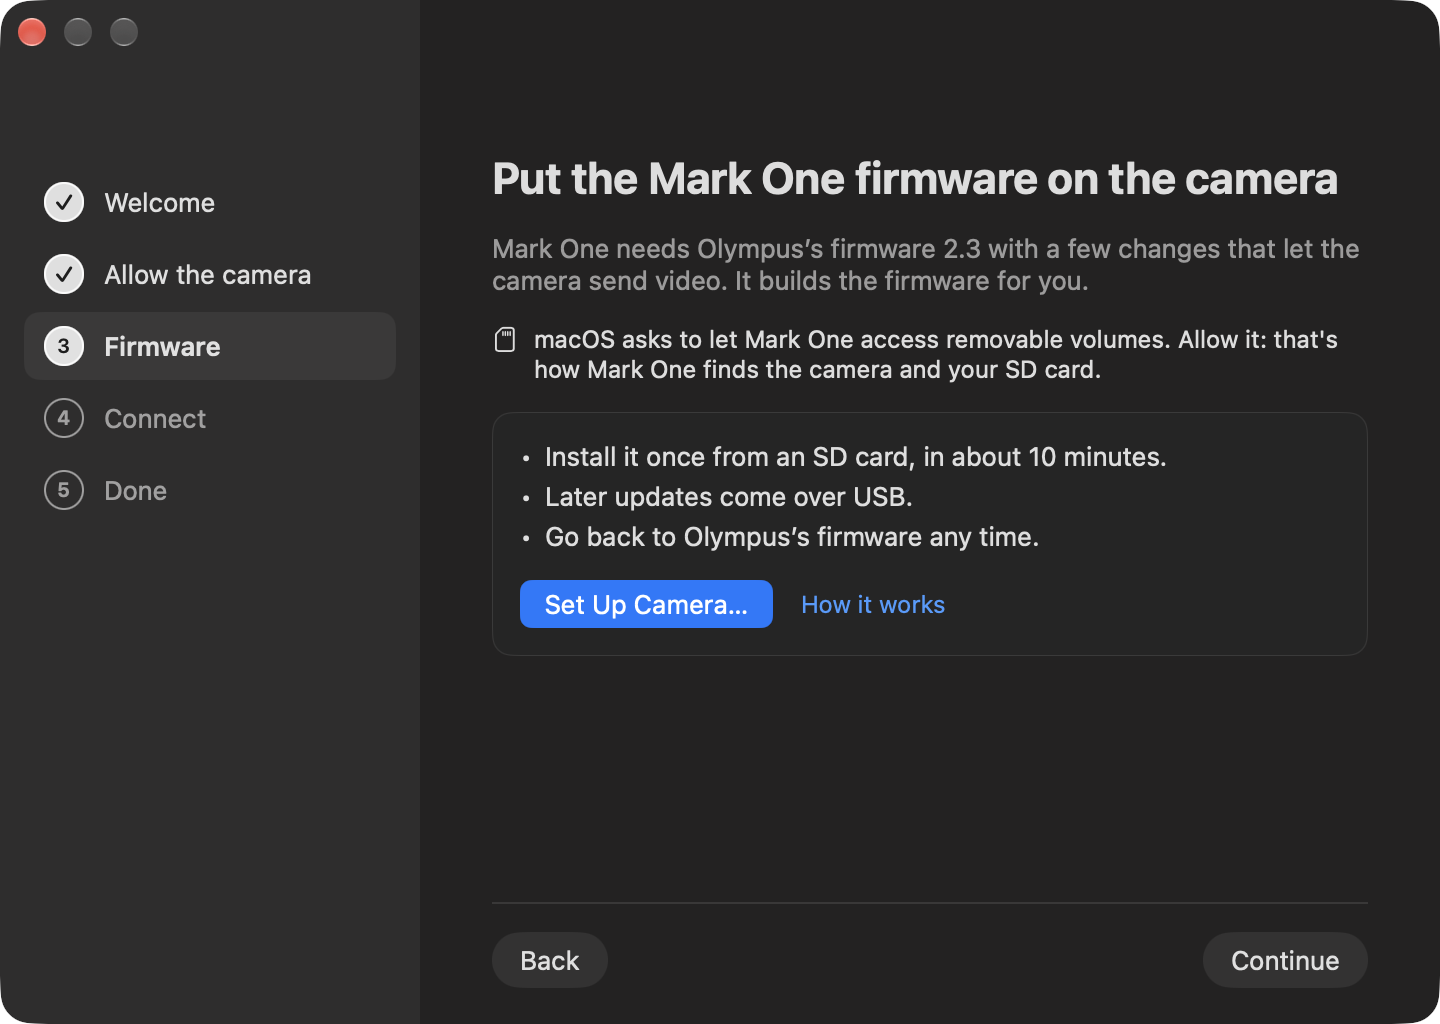 Welcome
Allow the camera
3 Firmware
4 Connect
5 Done
Put the Mark One firmware on the camera
Mark One needs Olympus’s firmware 2.3 with a few changes that let the
camera send video. It builds the firmware for you.
macOS asks to let Mark One access removable volumes. Allow it: that's
how Mark One finds the camera and your SD card.
• Install it once from an SD card, in about 10 minutes.
• Later updates come over USB.
• Go back to Olympus’s firmware any time.
Set Up Camera... How it works
Back Continue